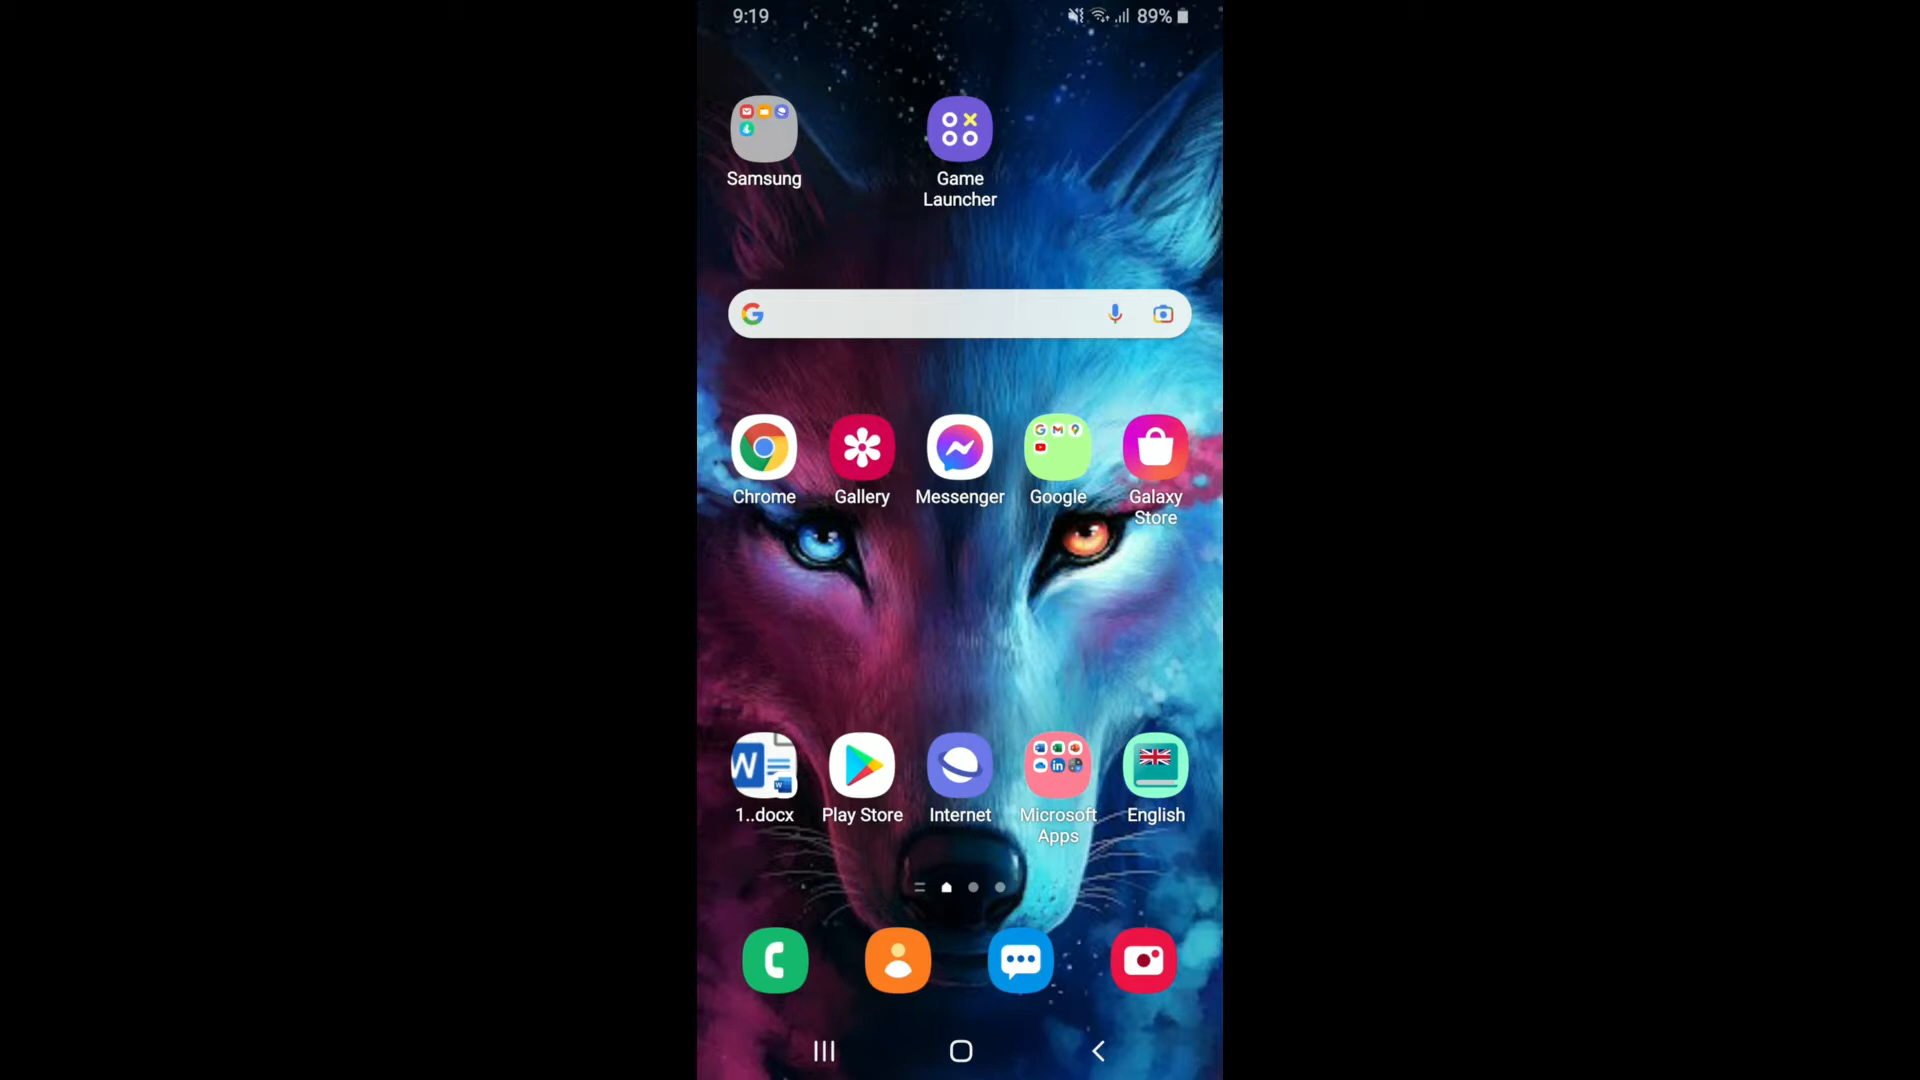 9:19
89%
Samsung
Game
Launcher
Chrome
Gallery
Messenger
Google
Galaxy
Store
1..docx
Play Store
Internet
Microsoft
Apps
English